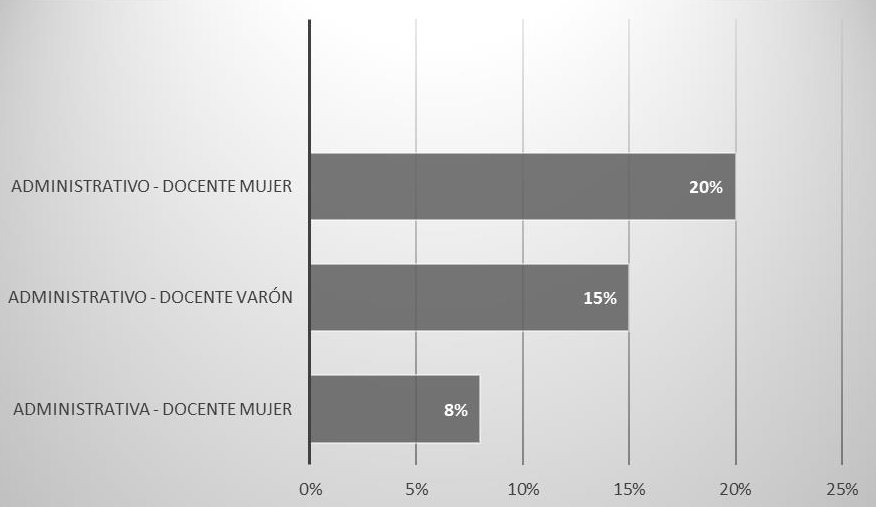 ADMINISTRATIVO - DOCENTE MUJER
20%
ADMINISTRATIVO - DOCENTE VARÓN
15%
ADMINISTRATIVA - DOCENTE MUJER
8%
0% 5% 10% 15% 20% 25%